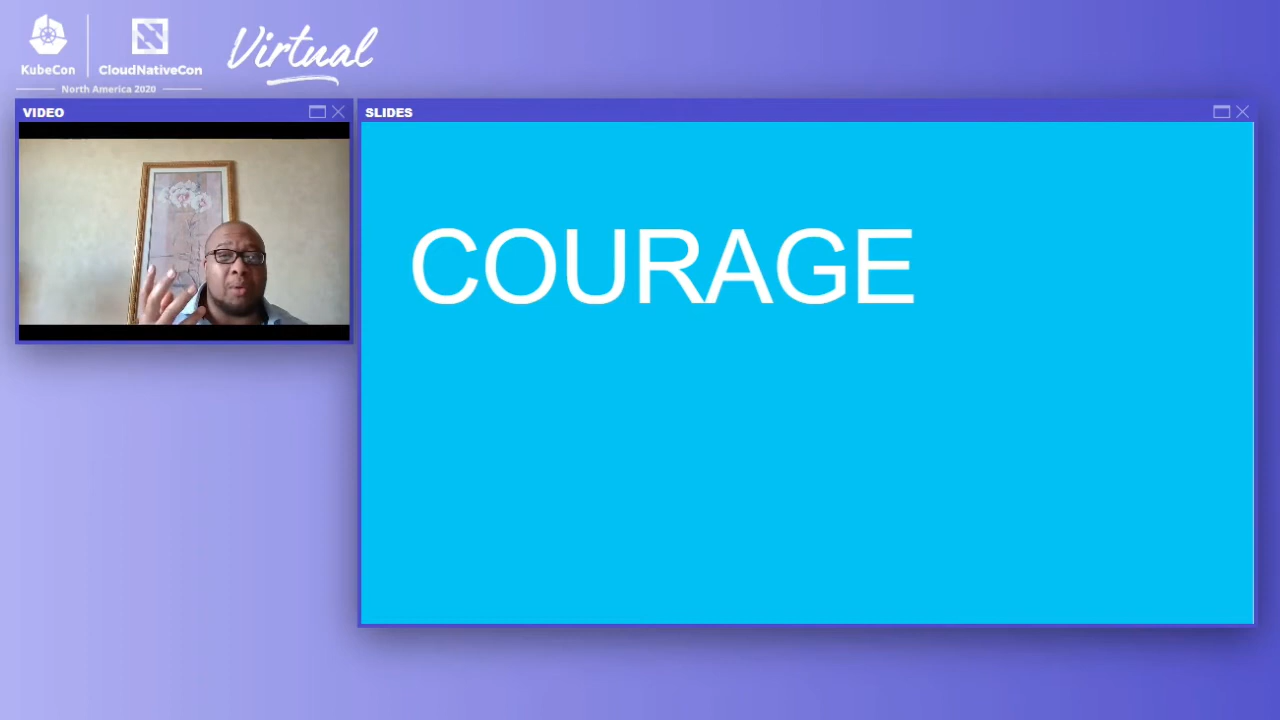 KubeCon
CloudNativeCon
North America 2020
Virtual
VIDEO
SLIDES
COURAGE